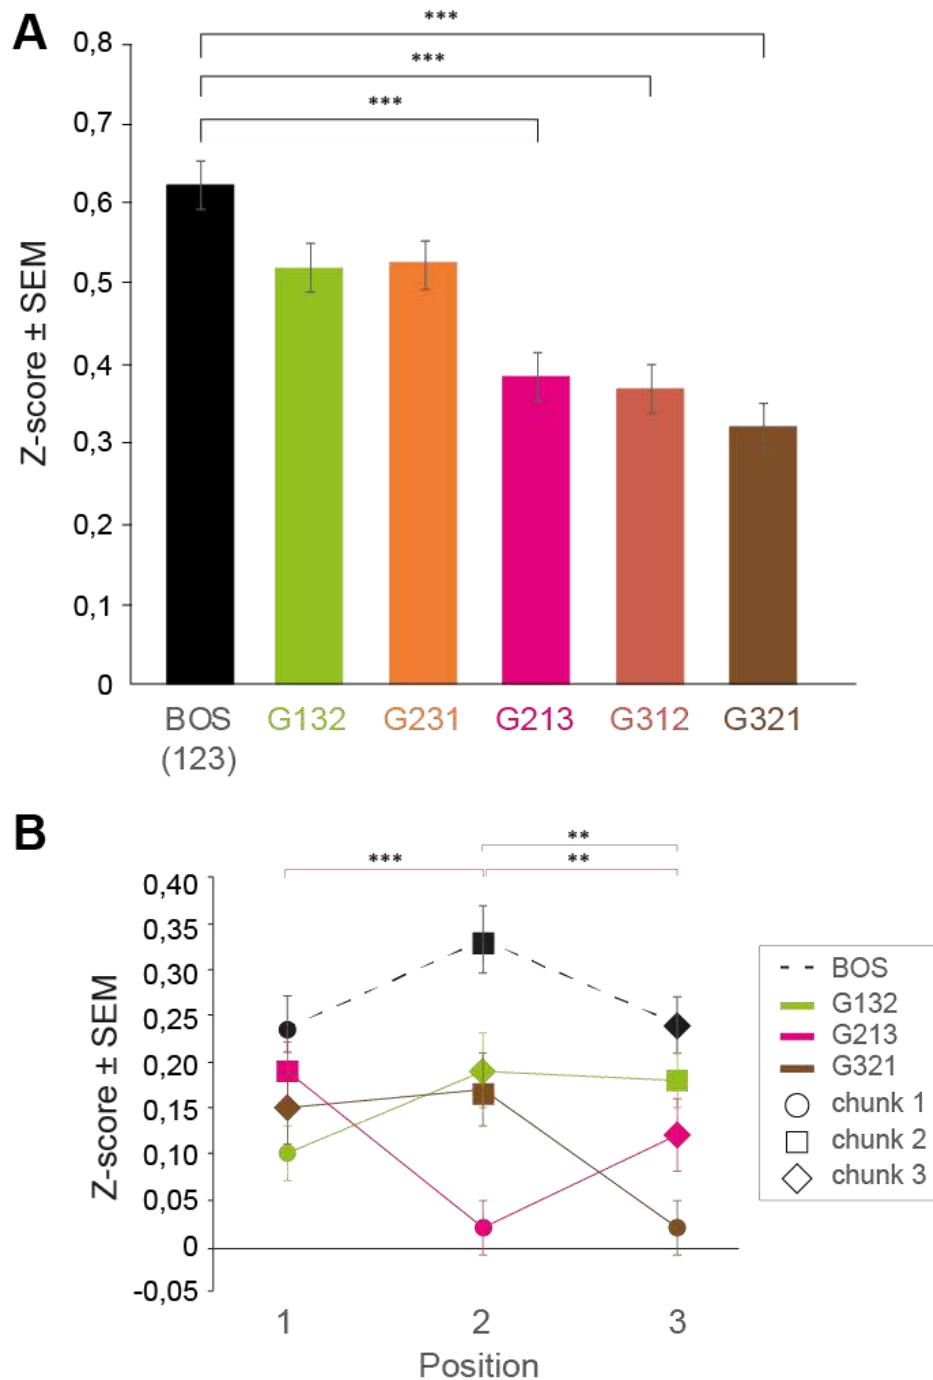 A
***
***
***
0,8
0,7
0,6
0,5
0,4
0,3
0,2
0,1
0
Z-score ± SEM
BOS
(123)
G132
G231
G213
G312
G321
B
**
***
**
0,40
0,35
0,30
0,25
0,20
0,15
0,10
0,05
0
-0,05
Z-score ± SEM
1
2
3
Position
BOS
G132
G213
G321
chunk 1
chunk 2
chunk 3